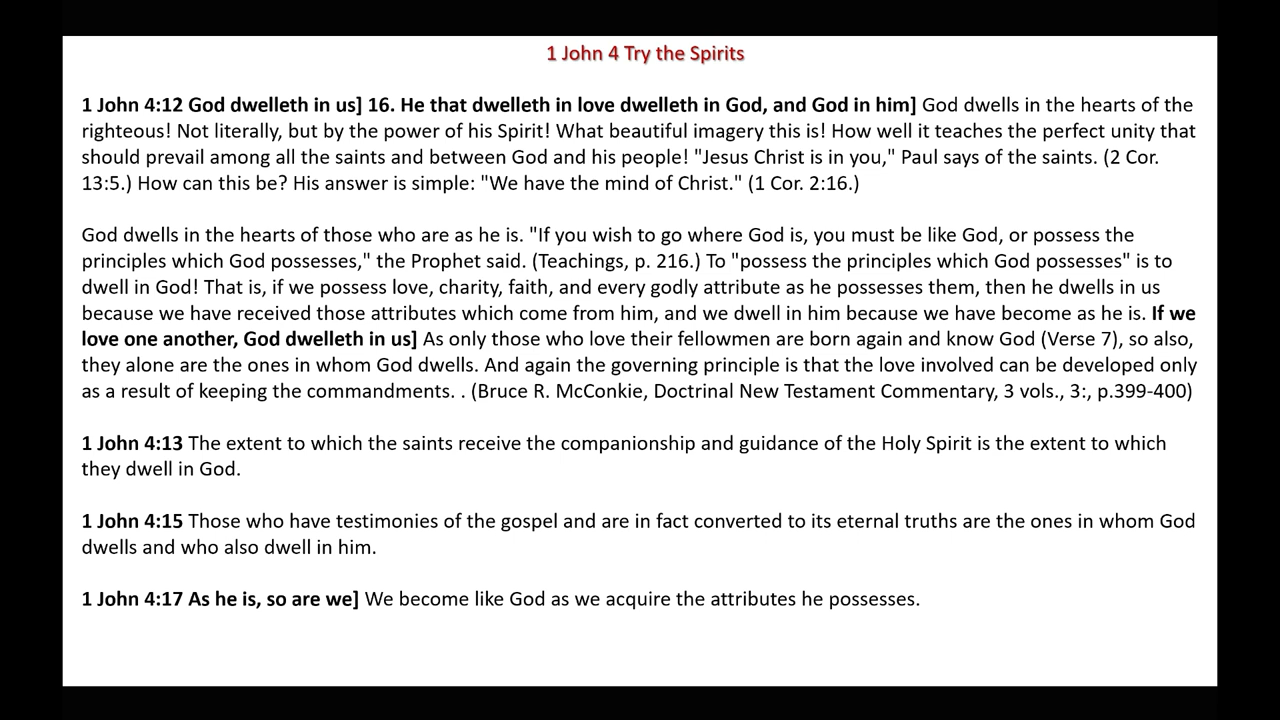 1 John 4 Try the Spirits
1 John 4:12 God dwelleth in us] 16. He that dwelleth in love dwelleth in God, and God in him] God dwells in the hearts of the
righteous! Not literally, but by the power of his Spirit! What beautiful imagery this is! How well it teaches the perfect unity that
should prevail among all the saints and between God and his people! "Jesus Christ is in you," Paul says of the saints. (2 Cor.
13:5.) How can this be? His answer is simple: "We have the mind of Christ." (1 Cor. 2:16.)
God dwells in the hearts of those who are as he is. "If you wish to go where God is, you must be like God, or possess the
principles which God possesses," the Prophet said. (Teachings, p. 216.) To "possess the principles which God possesses" is to
dwell in God! That is, if we possess love, charity, faith, and every godly attribute as he possesses them, then he dwells in us
because we have received those attributes which come from him, and we dwell in him because we have become as he is. If we
love one another, God dwelleth in us] As only those who love their fellowmen are born again and know God (Verse 7), so also,
they alone are the ones in whom God dwells. And again the governing principle is that the love involved can be developed only
as a result of keeping the commandments. . (Bruce R. McConkie, Doctrinal New Testament Commentary, 3 vols., 3:, p.399-400)
1 John 4:13 The extent to which the saints receive the companionship and guidance of the Holy Spirit is the extent to which
they dwell in God.
1 John 4:15 Those who have testimonies of the gospel and are in fact converted to its eternal truths are the ones in whom God
dwells and who also dwell in him.
1 John 4:17 As he is, so are we] We become like God as we acquire the attributes he possesses.